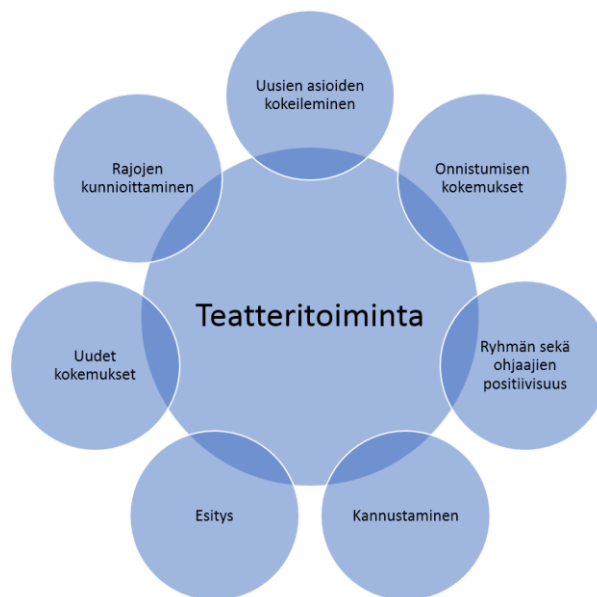 Uusien asioiden
kokeileminen
Onnistumisen
kokemukset
Ryhmän sekä
ohjaajien
positiivisuus
Kannustaminen
Esitys
Uudet
kokemukset
Rajojen
kunnioittaminen
Teatteritoiminta